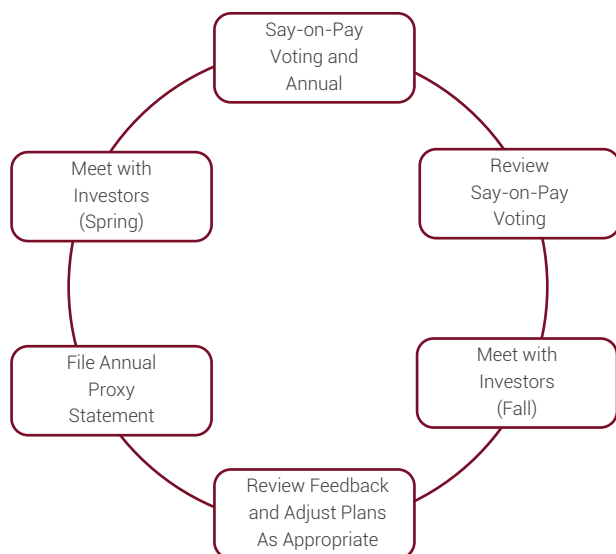 Say-on-Pay
Voting and
Annual
Review
Say-on-Pay
Voting
Meet with
Investors
(Fall)
Review Feedback
and Adjust Plans
As Appropriate
File Annual
Proxy
Statement
Meet with
Investors
(Spring)